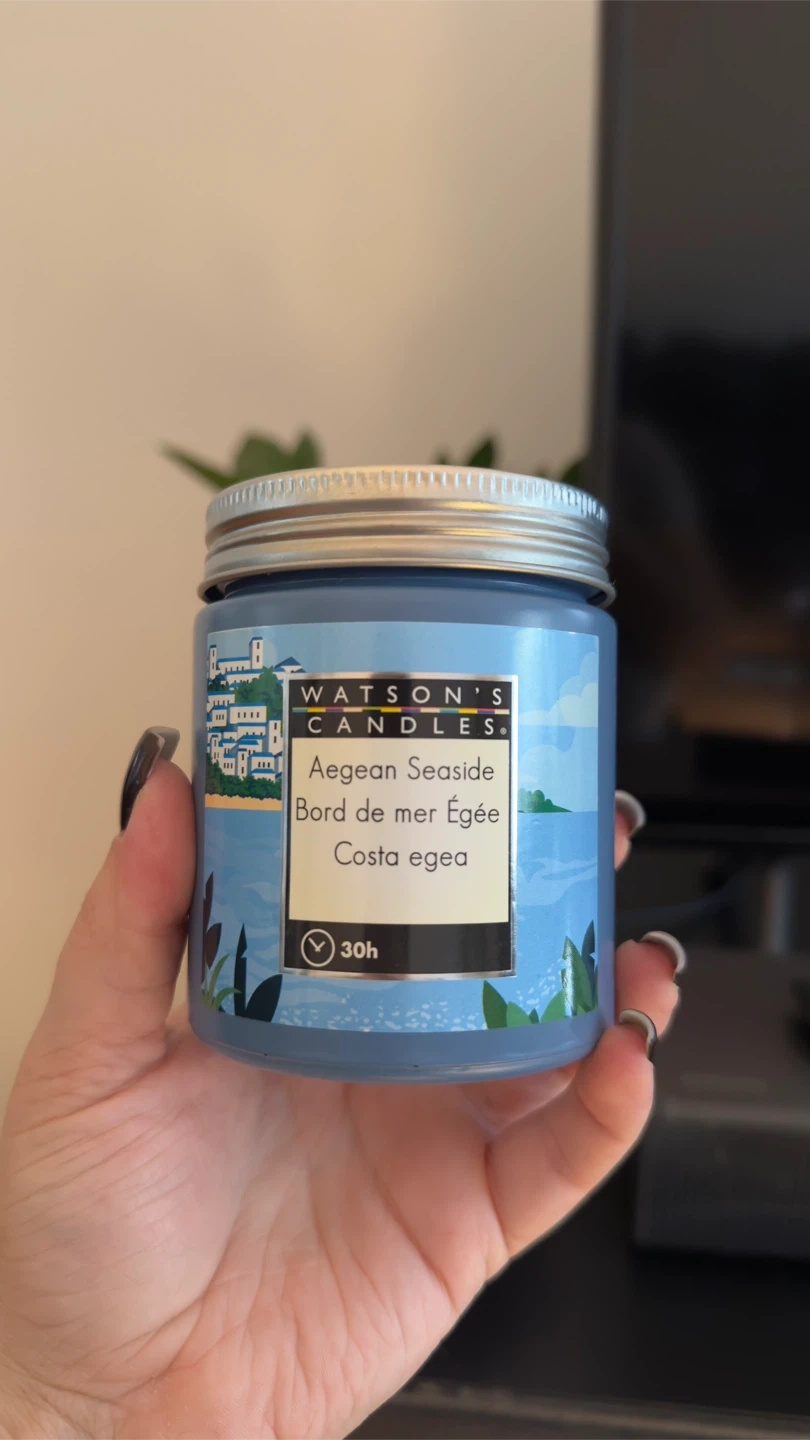 WATSON'S
CANDLES®
Aegean Seaside
Bord de mer Égée
Costa egea
30h